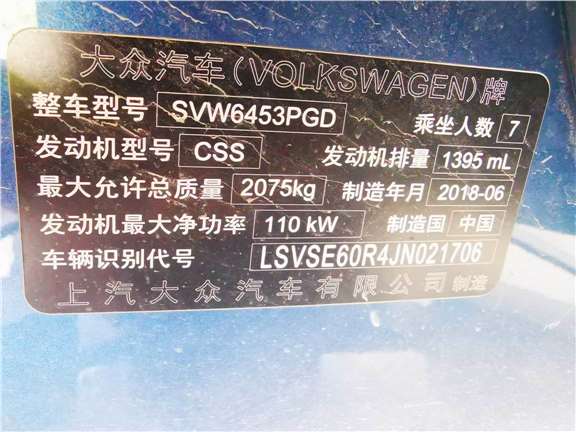 大众汽车(VOLKSWAGEN)牌
整车型号 SVW6453PGD 乘坐人数 7
发动机型号 CSS 发动机排量 1395 mL
最大允许总质量 2075kg 制造年月 2018-06
发动机最大净功率 110 kW 制造国 中国
车辆识别代号 LSVSE60R4JN021706
上汽大众汽车有限公司 制造